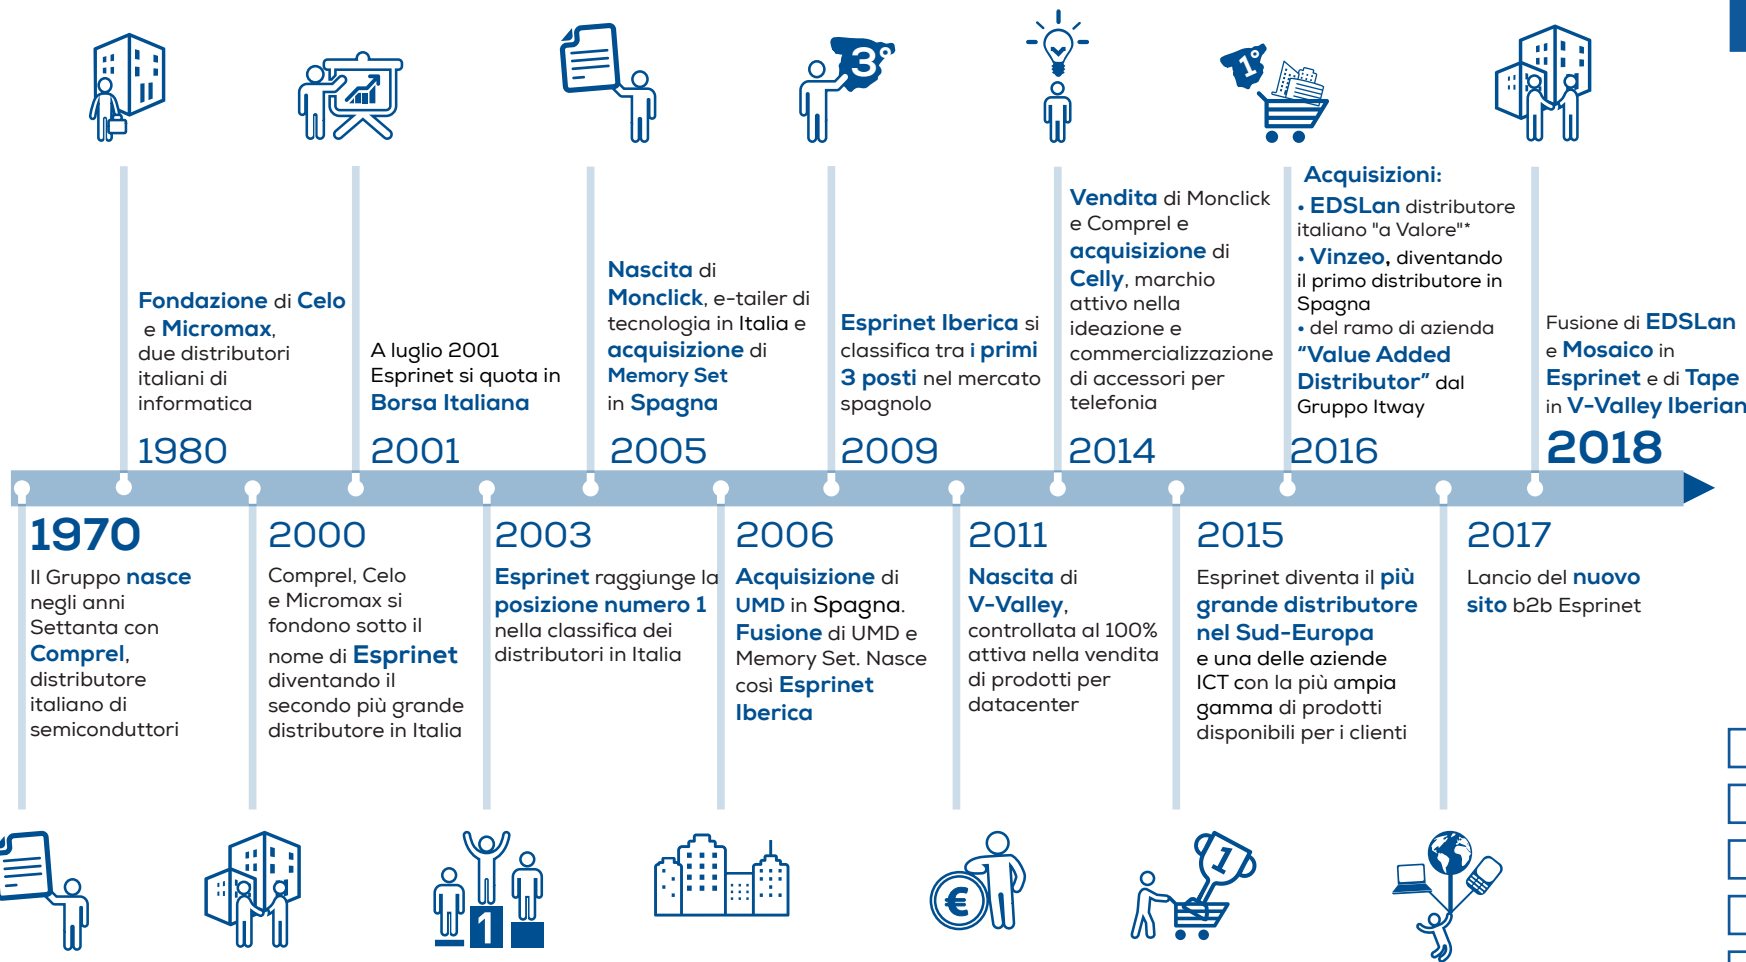 3°
1°
Fondazione di Celo
e Micromax,
due distributori
italiani di
informatica
1980
A luglio 2001
Esprinet si quota in
Borsa Italiana
2001
Nascita di
Monclick, e-tailer di
tecnologia in Italia e
acquisizione di
Memory Set
in Spagna
2005
Esprinet Iberica si
classifica tra i primi
3 posti nel mercato
spagnolo
2009
Vendita di Monclick
e Comprel e
acquisizione di
Celly, marchio
attivo nella
ideazione e
commercializzazione
di accessori per
telefonia
2014
Acquisizioni:
• EDSLan distributore
italiano "a Valore"*
• Vinzeo, diventando
il primo distributore in
Spagna
• del ramo di azienda
“Value Added
Distributor” dal
Gruppo Itway
2016
Fusione di EDSLan
e Mosaico in
Esprinet e di Tape
in V-Valley Iberian
2018
1970
Il Gruppo nasce
negli anni
Settanta con
Comprel,
distributore
italiano di
semiconduttori
2000
Comprel, Celo
e Micromax si
fondono sotto il
nome di Esprinet
diventando il
secondo più grande
distributore in Italia
2003
Esprinet raggiunge la
posizione numero 1
nella classifica dei
distributori in Italia
2006
Acquisizione di
UMD in Spagna.
Fusione di UMD e
Memory Set. Nasce
così Esprinet
Iberica
2011
Nascita di
V-Valley,
controllata al 100%
attiva nella vendita
di prodotti per
datacenter
2015
Esprinet diventa il più
grande distributore
nel Sud-Europa
e una delle aziende
ICT con la più ampia
gamma di prodotti
disponibili per i clienti
2017
Lancio del nuovo
sito b2b Esprinet
1
€
1